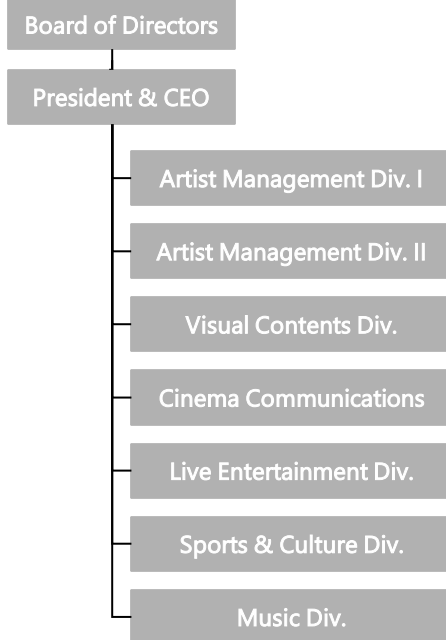 Board of Directors
President & CEO
Artist Management Div. I
Artist Management Div. II
Visual Contents Div.
Cinema Communications
Live Entertainment Div.
Sports & Culture Div.
Music Div.